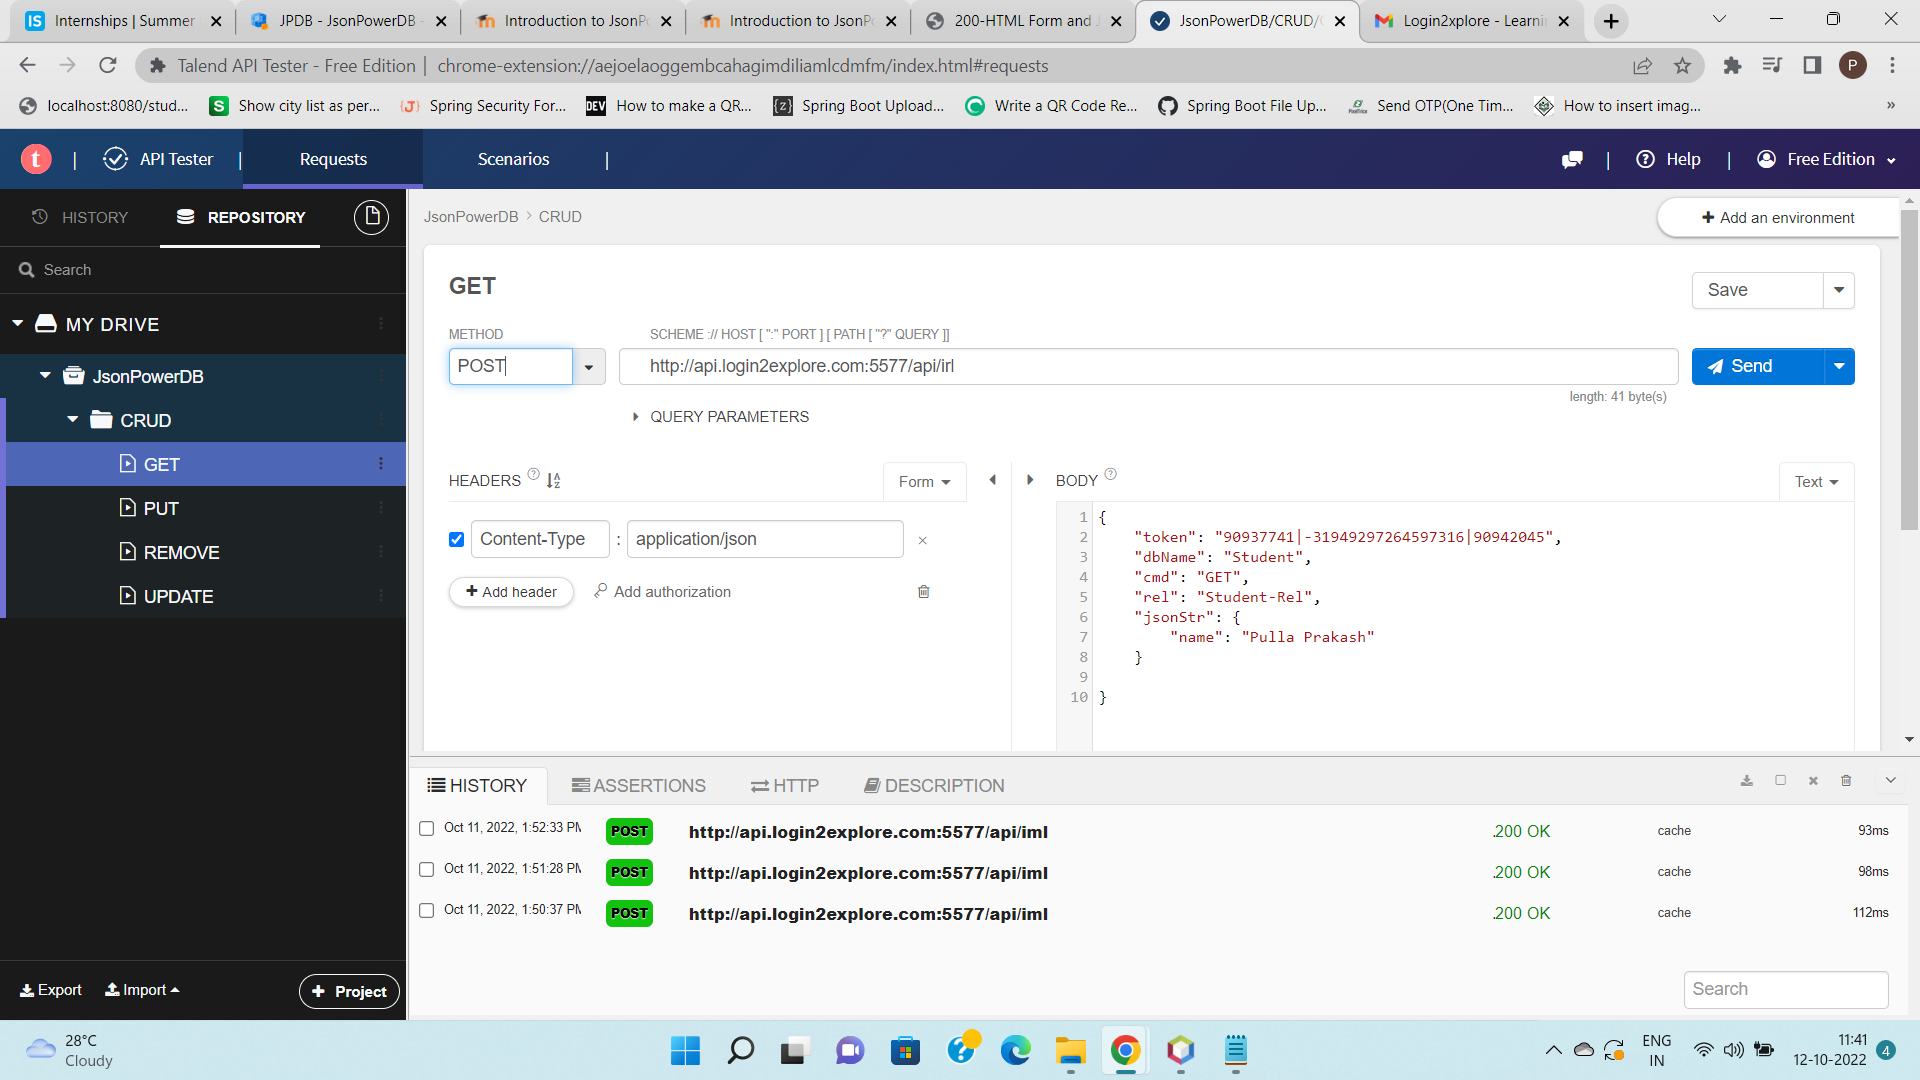 Internships | Summer
JPDB - JsonPowerDB -
Introduction to JsonP
Introduction to JsonP
200-HTML Form and J
JsonPowerDB/CRUD/
Login2xplore - Learni
Talend API Tester - Free Edition | chrome-extension://aejoelaoggembcahagimdiliamlcdmfm/index.html#requests
P
localhost:8080/stud...
Show city list as per...
Spring Security For...
DEV How to make a QR...
Spring Boot Upload...
Write a QR Code Re...
Spring Boot File Up...
Send OTP(One Tim...
How to insert imag...
»
t | API Tester | Requests Scenarios |
| Help | Free Edition
HISTORY REPOSITORY
Search
MY DRIVE
JsonPowerDB
CRUD
GET
PUT
REMOVE
UPDATE
Export Import + Project
JsonPowerDB > CRUD
+ Add an environment
GET
Save
METHOD SCHEME :// HOST [ ":" PORT ] [ PATH [ "?" QUERY ]]
POST http://api.login2explore.com:5577/api/irl Send
length: 41 byte(s)
QUERY PARAMETERS
HEADERS ? Form
Content-Type : application/json ×
+ Add header Add authorization
BODY ? Text
1 {
2 "token": "90937741|-31949297264597316|90942045",
3 "dbName": "Student",
4 "cmd": "GET",
5 "rel": "Student-Rel",
6 "jsonStr": {
7 "name": "Pulla Prakash"
8 }
9
10 }
HISTORY ASSERTIONS HTTP DESCRIPTION
Oct 11, 2022, 1:52:33 PM POST http://api.login2explore.com:5577/api/iml .200 OK cache 93ms
Oct 11, 2022, 1:51:28 PM POST http://api.login2explore.com:5577/api/iml .200 OK cache 98ms
Oct 11, 2022, 1:50:37 PM POST http://api.login2explore.com:5577/api/iml .200 OK cache 112ms
Search
28°C
Cloudy
ENG
IN
11:41
12-10-2022
4